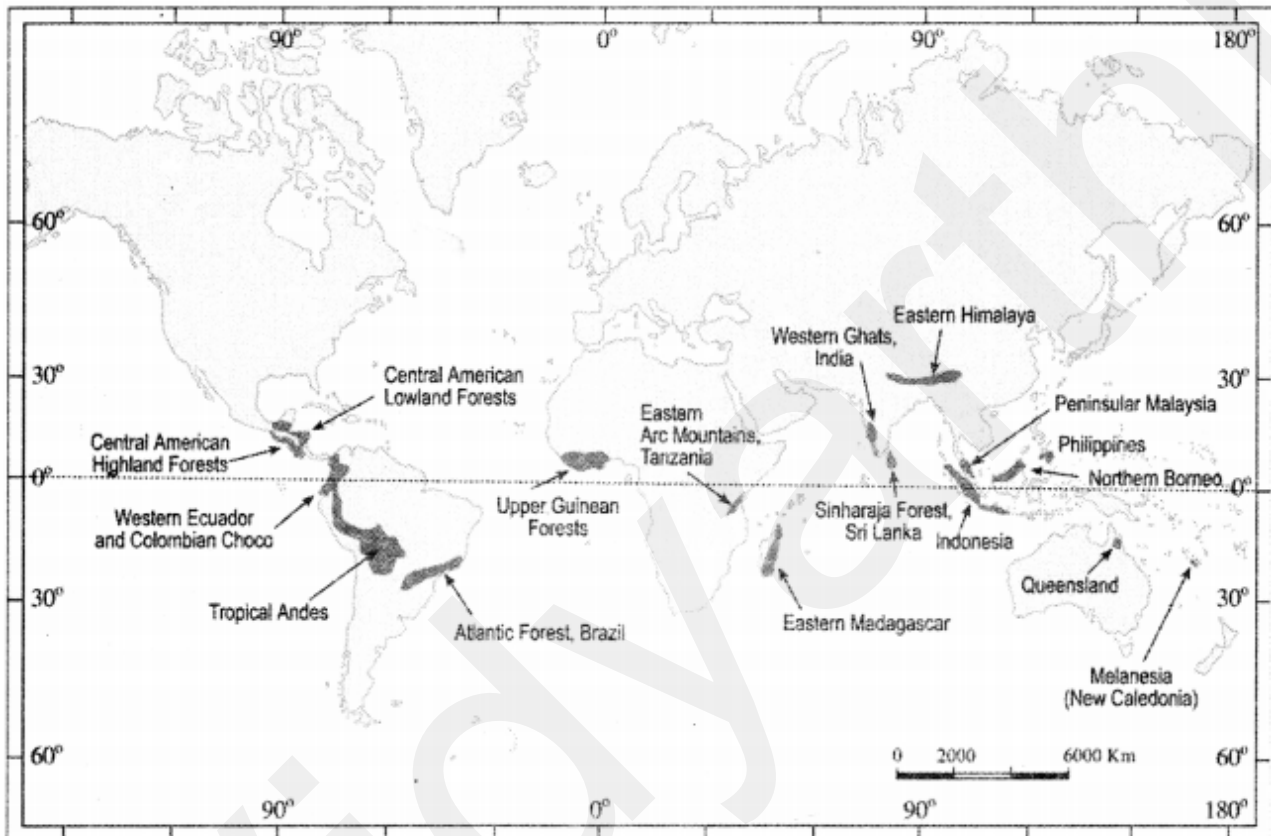 90°
0°
90°
180°
60°
60°
Eastern Himalaya
Western Ghats,
India
30°
30°
Central American
Lowland Forests
Eastern
Arc Mountains,
Tanzania
Peninsular Malaysia
Central American
Highland Forests
Philippines
Northern Borneo
0°
0°
Western Ecuador
and Colombian Choco
Upper Guinean
Forests
Sinharaja Forest,
Sri Lanka
Indonesia
Queensland
30°
30°
Tropical Andes
Atlantic Forest, Brazil
Eastern Madagascar
Melanesia
(New Caledonia)
60°
60°
0 2000 6000 Km
90°
0°
90°
180°